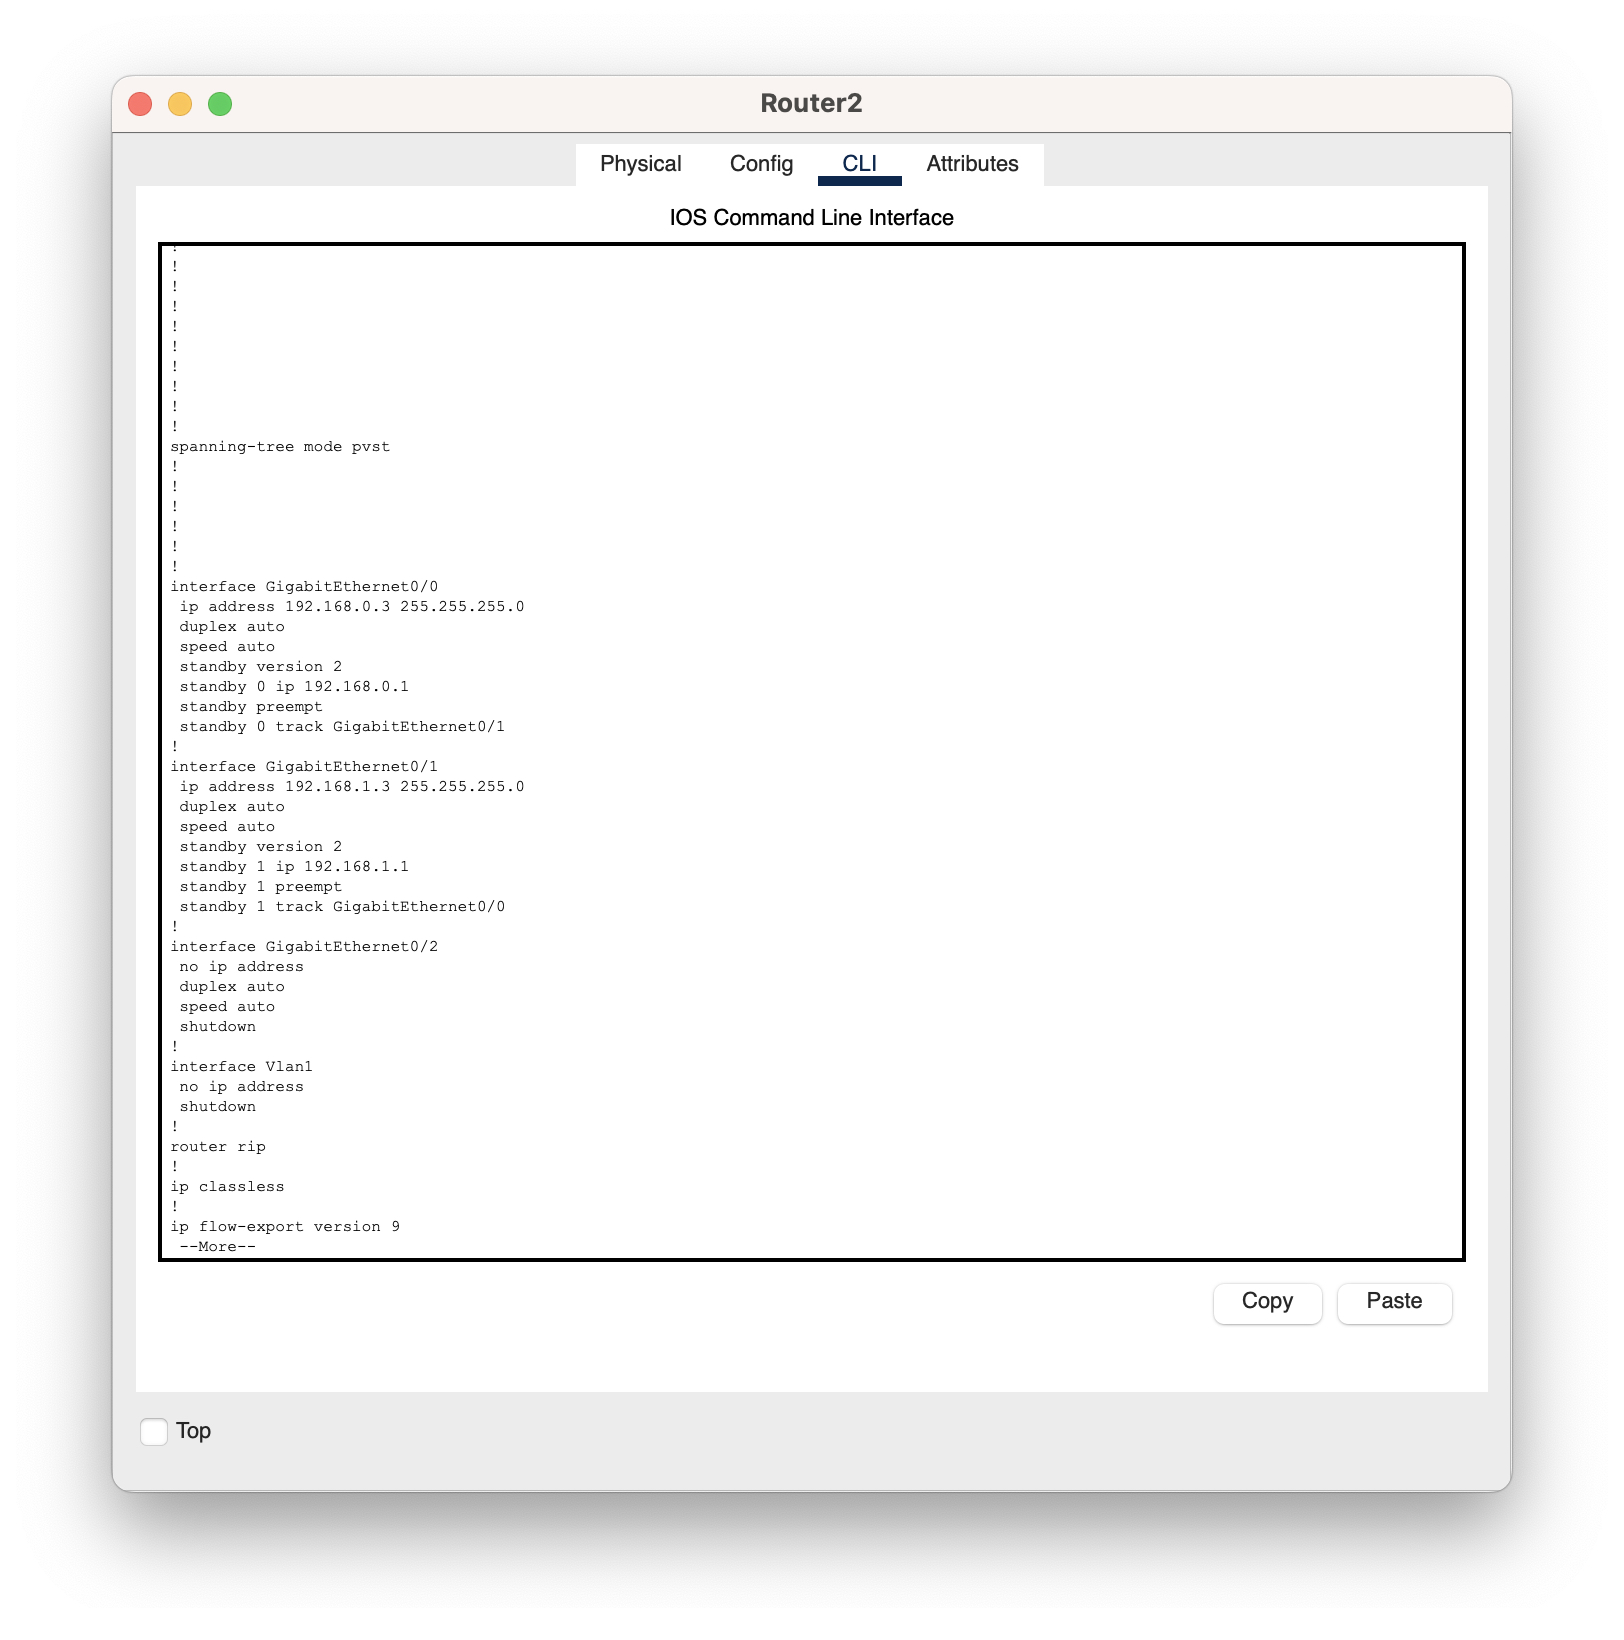 Router2
Physical Config CLI Attributes
IOS Command Line Interface
!
!
!
!
!
!
!
!
!
!
spanning-tree mode pvst
!
!
!
!
!
!
interface GigabitEthernet0/0
 ip address 192.168.0.3 255.255.255.0
 duplex auto
 speed auto
 standby version 2
 standby 0 ip 192.168.0.1
 standby preempt
 standby 0 track GigabitEthernet0/1
!
interface GigabitEthernet0/1
 ip address 192.168.1.3 255.255.255.0
 duplex auto
 speed auto
 standby version 2
 standby 1 ip 192.168.1.1
 standby 1 preempt
 standby 1 track GigabitEthernet0/0
!
interface GigabitEthernet0/2
 no ip address
 duplex auto
 speed auto
 shutdown
!
interface Vlan1
 no ip address
 shutdown
!
router rip
!
ip classless
!
ip flow-export version 9
 --More--
Copy Paste
Top